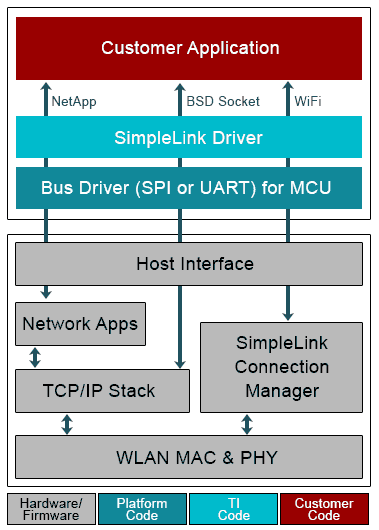 Customer Application
NetApp
BSD Socket
WiFi
SimpleLink Driver
Bus Driver (SPI or UART) for MCU
Host Interface
Network Apps
SimpleLink
Connection
Manager
TCP/IP Stack
WLAN MAC & PHY
Hardware/
Firmware
Platform
Code
TI
Code
Customer
Code